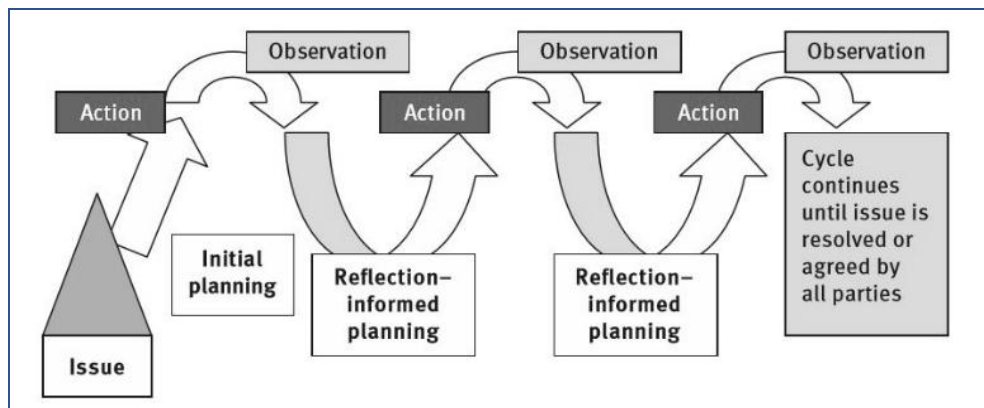 Observation
Action
Initial
planning
Issue
Reflection–
informed
planning
Observation
Action
Reflection–
informed
planning
Observation
Action
Cycle
continues
until issue is
resolved or
agreed by
all parties